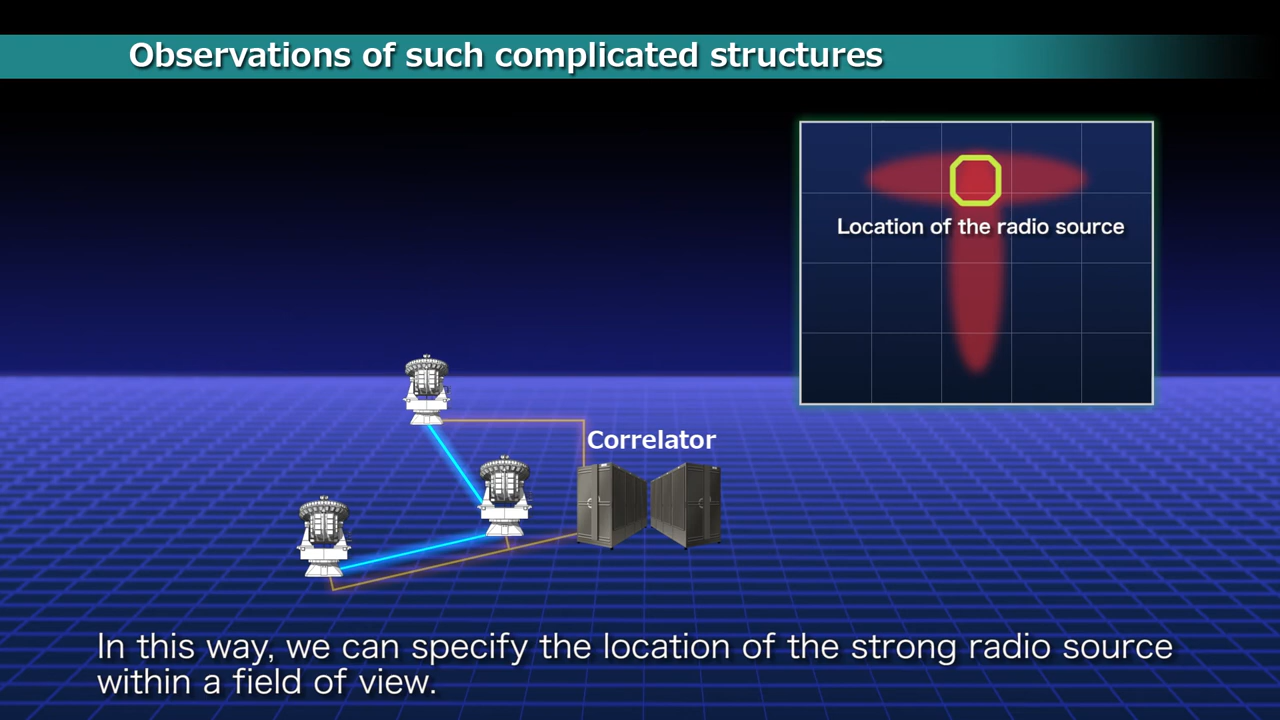 Observations of such complicated structures
Location of the radio source
Correlator
In this way, we can specify the location of the strong radio source
within a field of view.